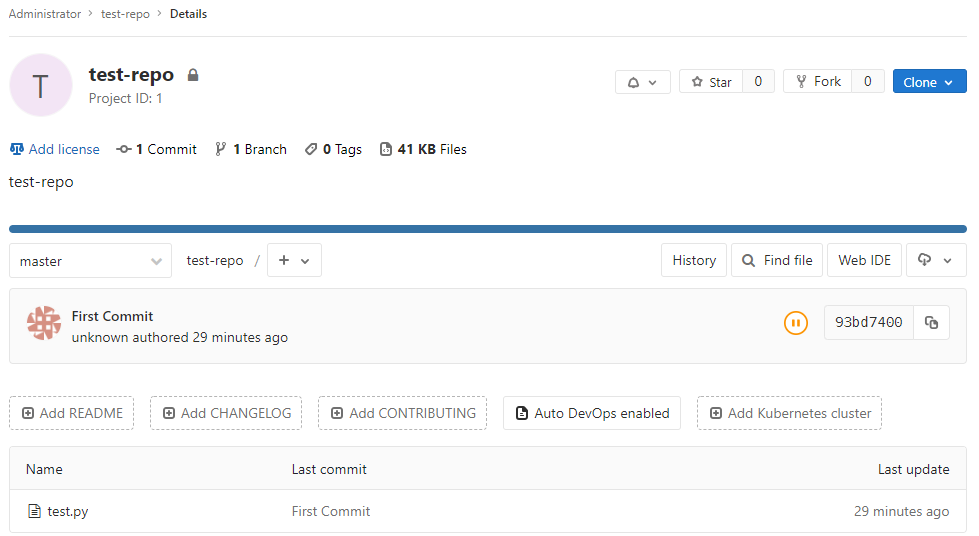 Administrator > test-repo > Details
T
test-repo
Project ID: 1
Star 0 Fork 0 Clone
Add license 1 Commit 1 Branch 0 Tags 41 KB Files
test-repo
master test-repo / + History Find file Web IDE
First Commit
unknown authored 29 minutes ago
93bd7400
Add README Add CHANGELOG Add CONTRIBUTING Auto DevOps enabled Add Kubernetes cluster
Name Last commit Last update
test.py First Commit 29 minutes ago